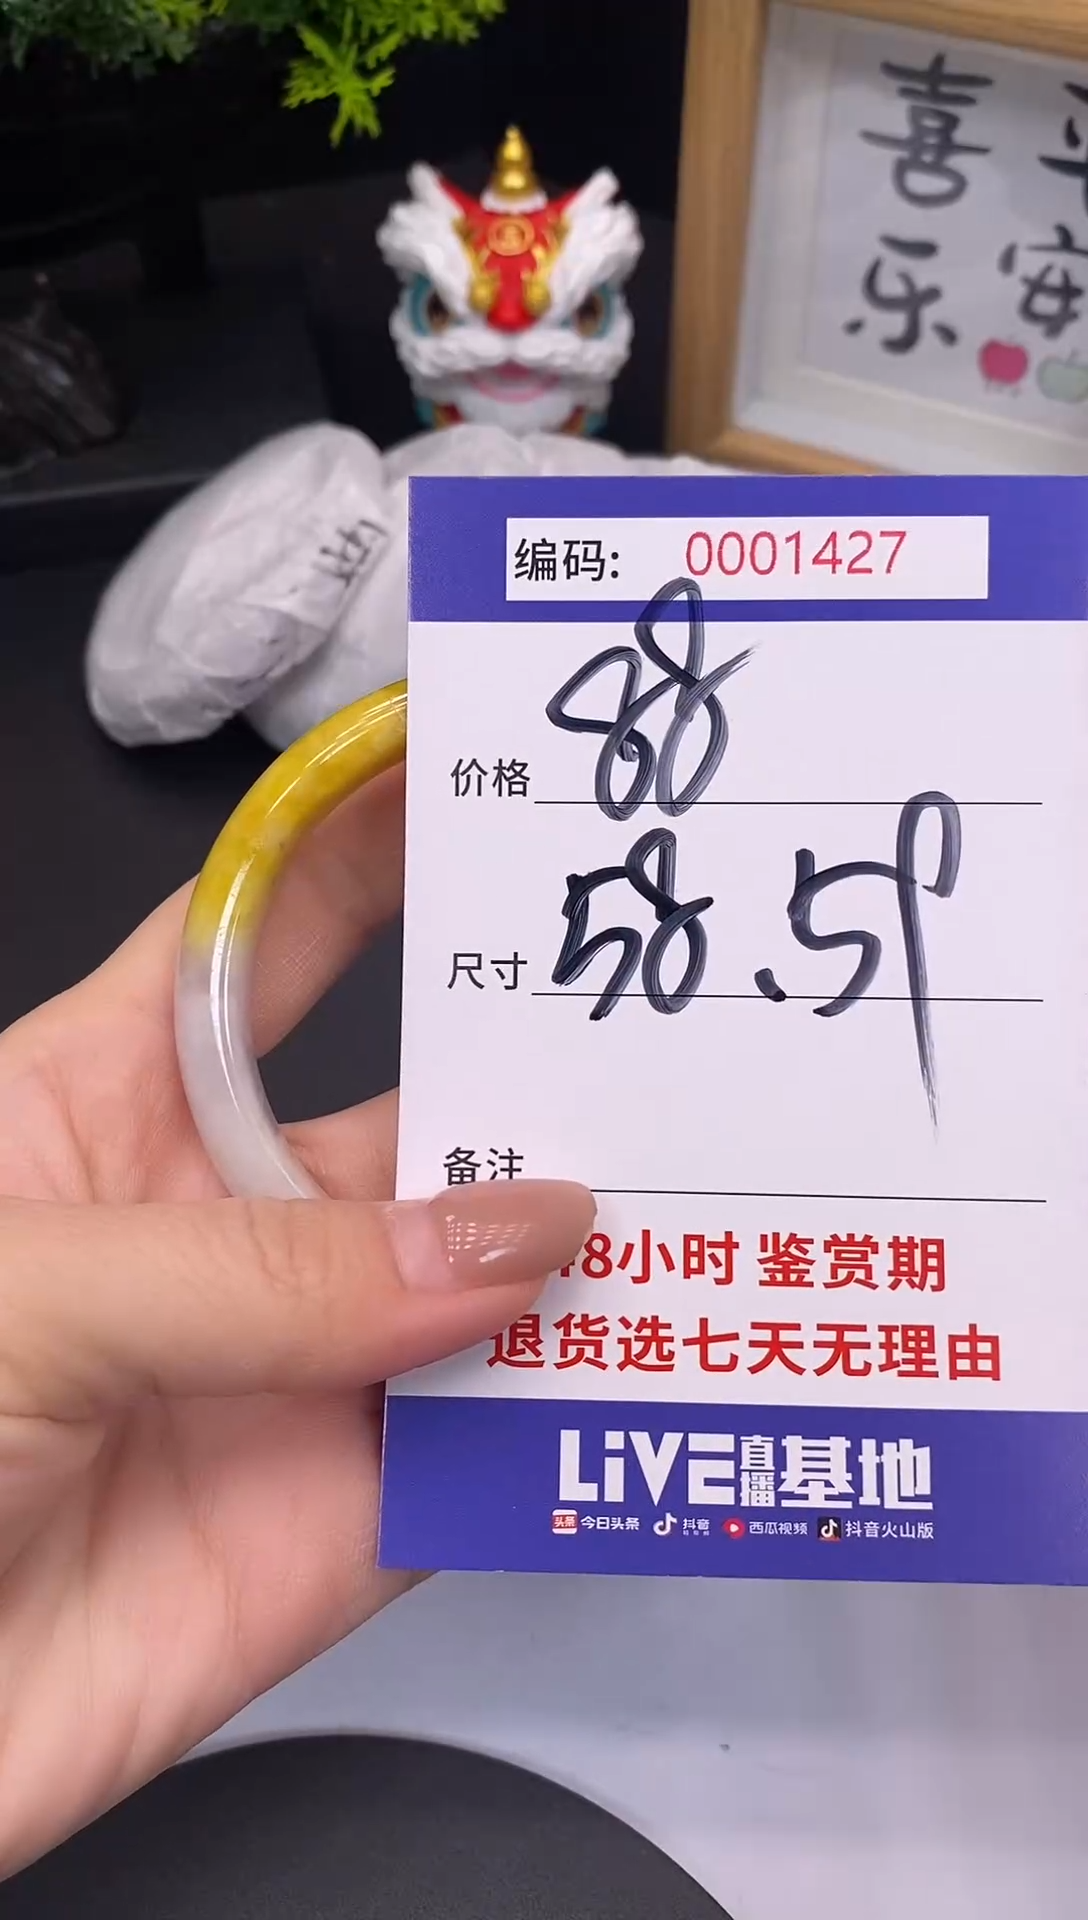 喜
乐
安
编码: 0001427
价格 88
尺寸 58.5
备注
48小时 鉴赏期
退货选七天无理由
LiVE直播基地
头条 今日头条 抖音 西瓜视频 抖音火山版